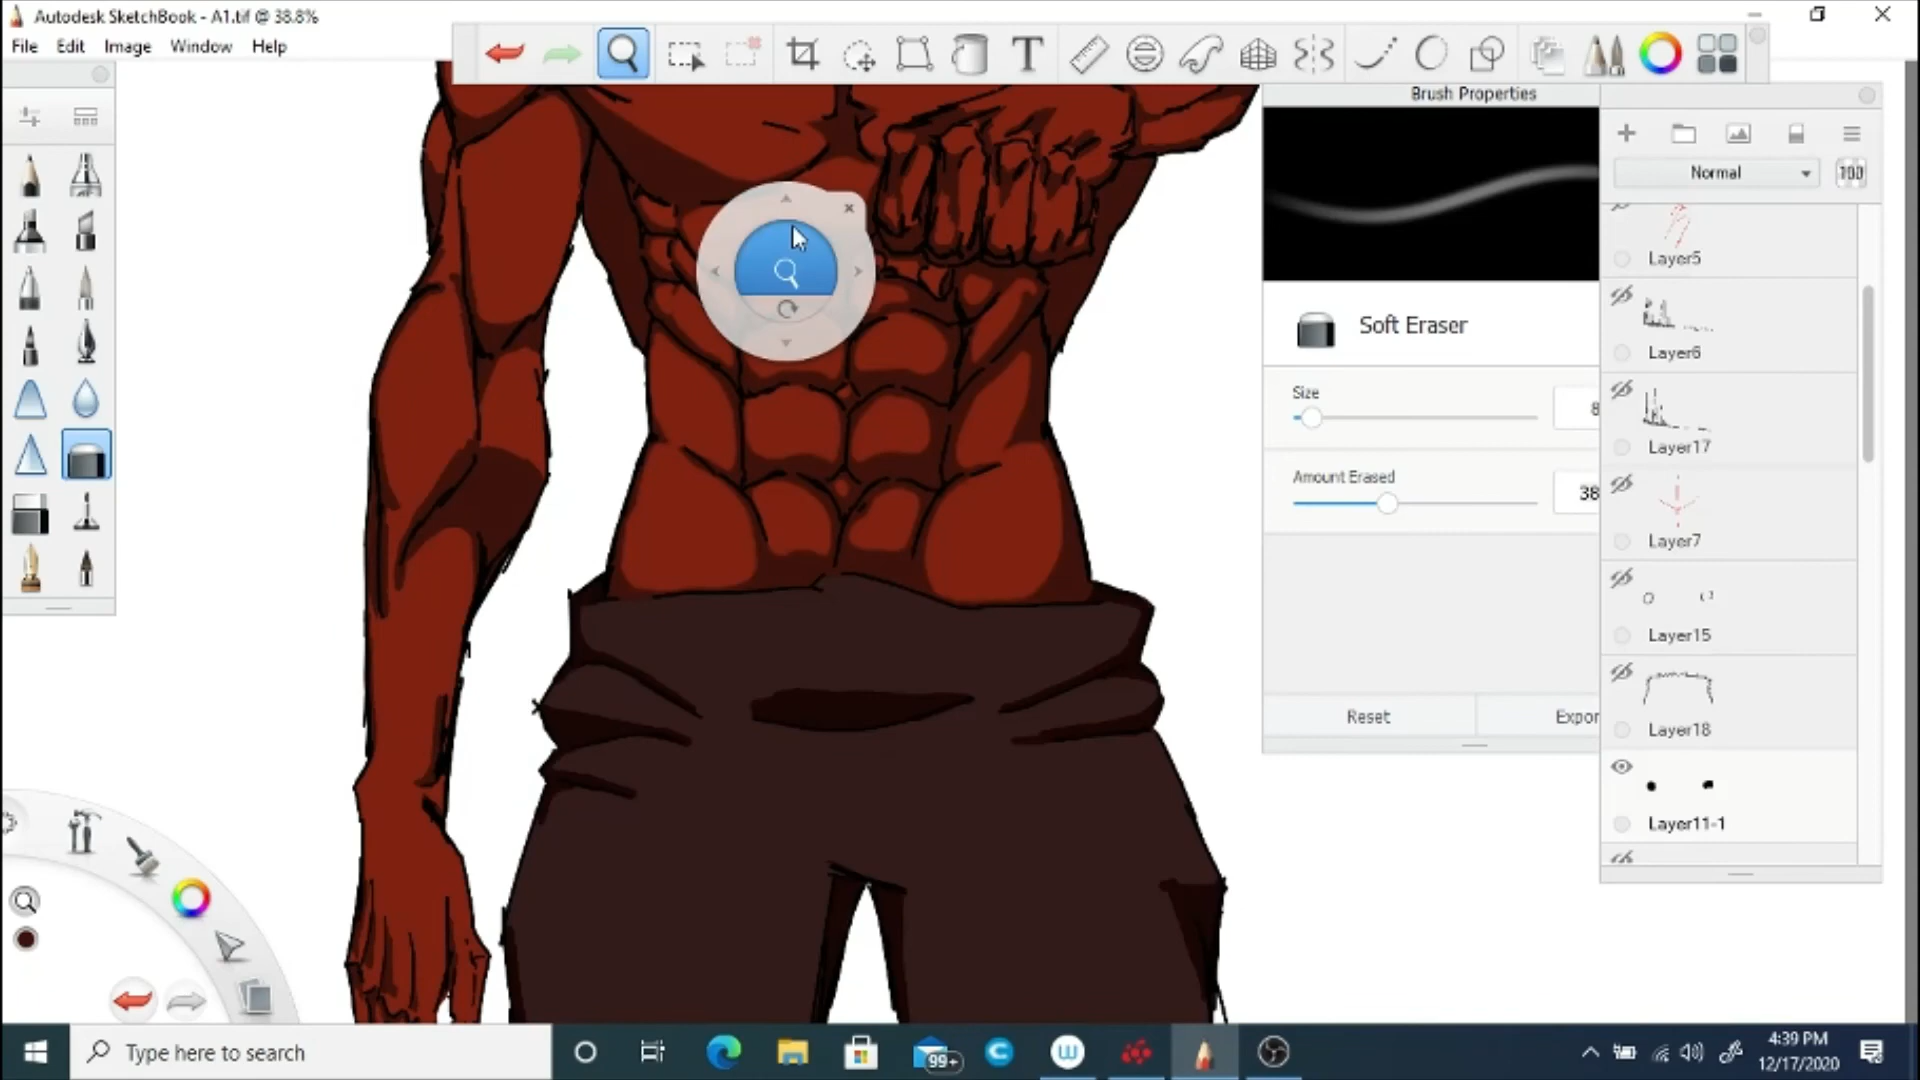 Autodesk SketchBook - A1.tif @ 38.8%
File Edit Image Window Help
T
Brush Properties
Normal 100
Layer5
Soft Eraser
Layer6
Size
8
Layer17
Amount Erased
38
Layer7
Layer15
Reset Expor
Layer18
Layer11-1
Type here to search
99+
4:39 PM
12/17/2020